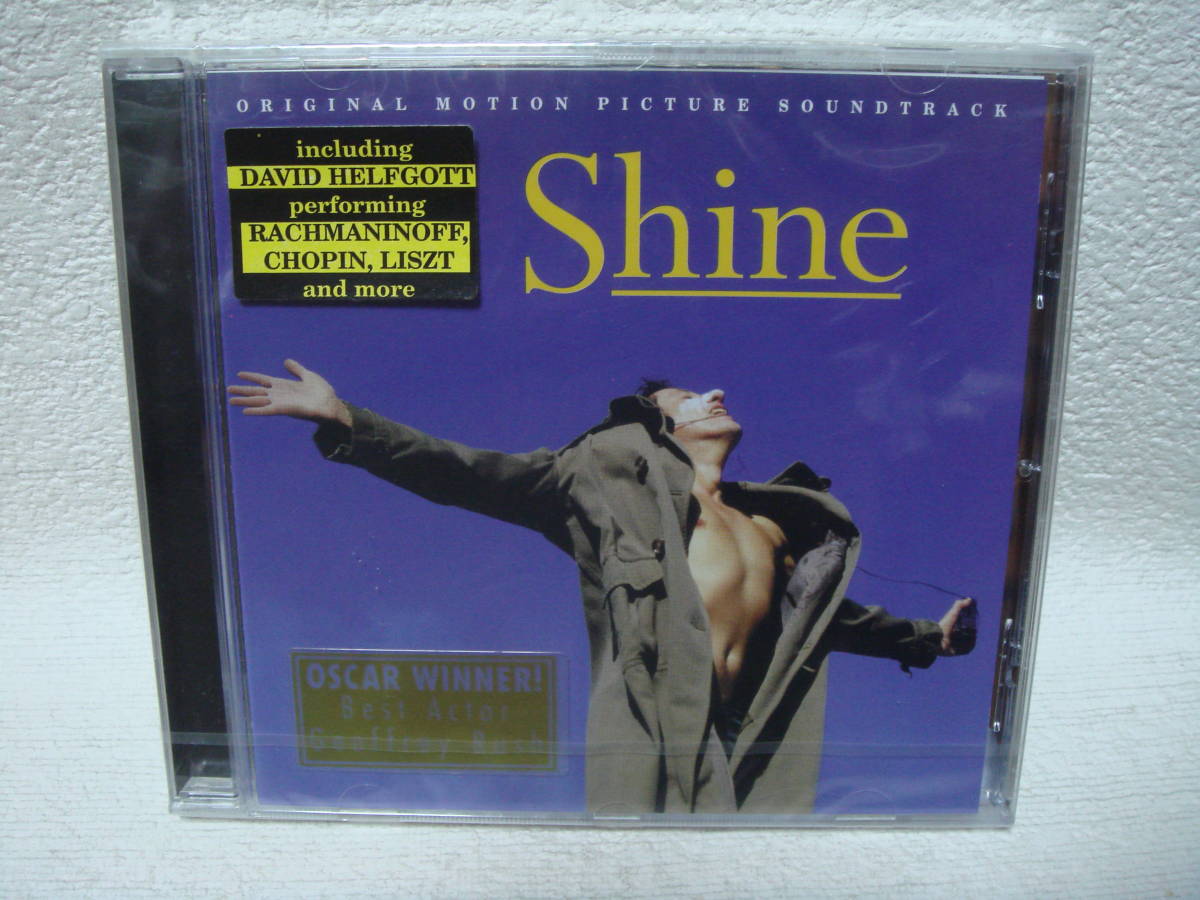 ORIGINAL MOTION PICTURE SOUNDTRACK
including
DAVID HELFGOTT
performing
RACHMANINOFF,
CHOPIN, LISZT
and more
Shine
OSCAR WINNER!
Best Actor
Geoffrey Rush